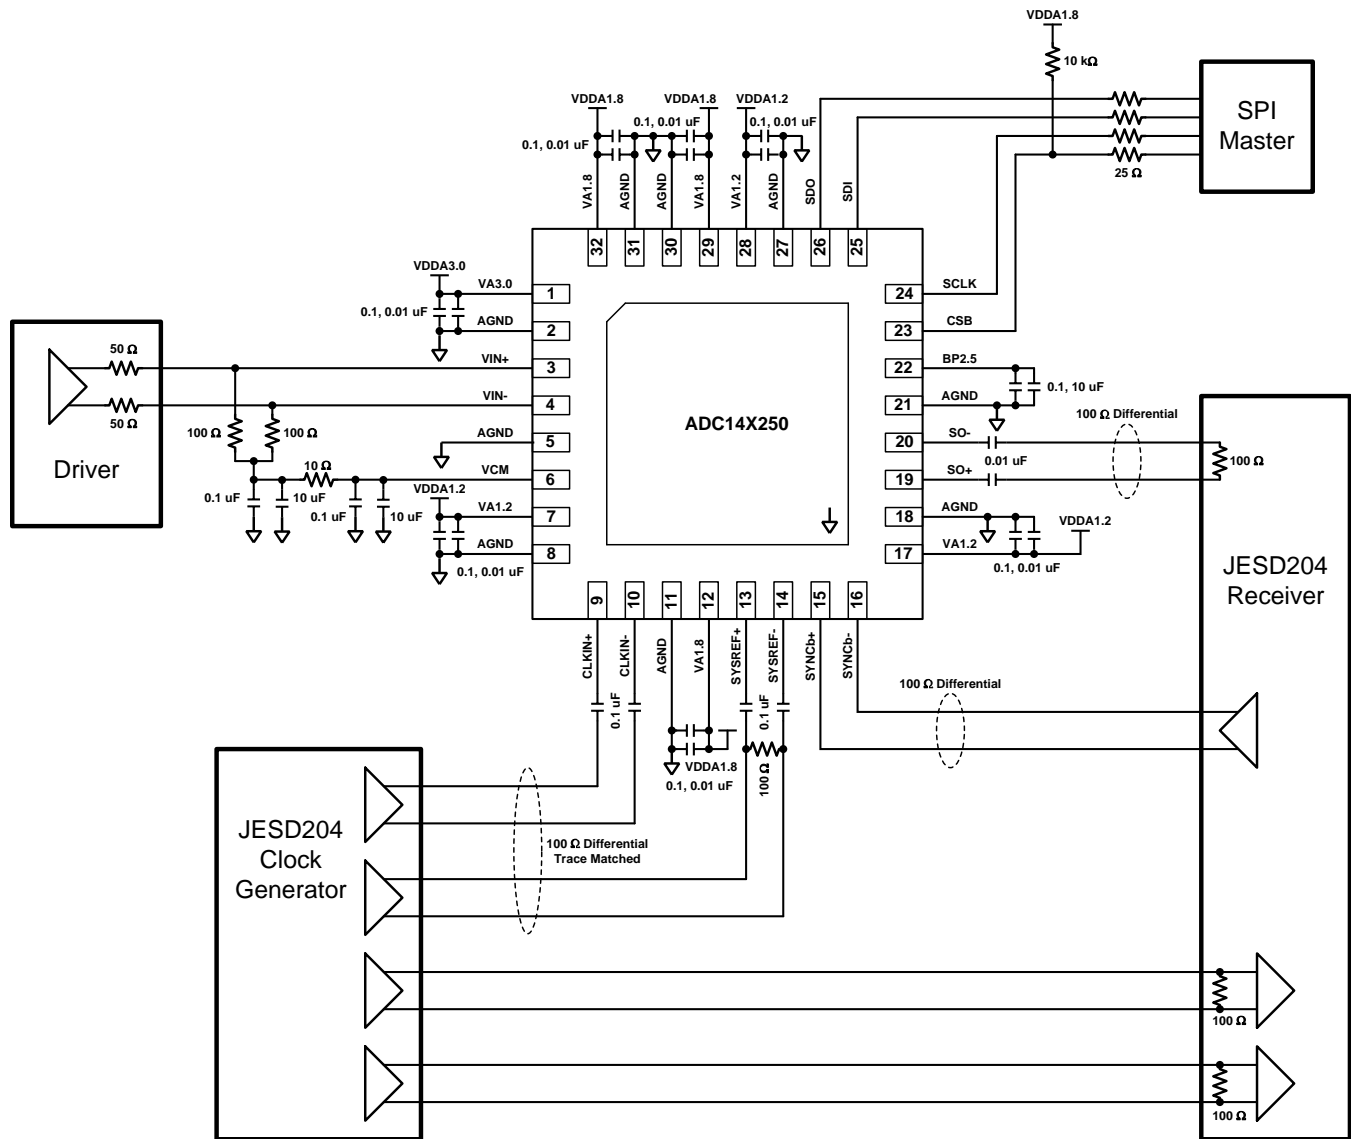 VDDA1.8
10 kΩ
SPI
Master
25 Ω
VDDA1.8
VDDA1.8
VDDA1.2
0.1, 0.01 uF
0.1, 0.01 uF
0.1, 0.01 uF
VA1.8
AGND
AGND
VA1.8
VA1.2
AGND
SDO
SDI
32
31
30
29
28
27
26
25
VDDA3.0
VA3.0
1
0.1, 0.01 uF
AGND
2
50 Ω
VIN+
3
VIN-
4
50 Ω
100 Ω
100 Ω
Driver
AGND
5
10 Ω
VCM
6
0.1 uF
10 uF
0.1 uF
10 uF
VDDA1.2
VA1.2
7
AGND
8
0.1, 0.01 uF
ADC14X250
24
SCLK
23
CSB
22
BP2.5
0.1, 10 uF
21
AGND
100 Ω Differential
20
SO-
0.01 uF
100 Ω
19
SO+
18
AGND
VDDA1.2
17
VA1.2
0.1, 0.01 uF
JESD204
Receiver
9
10
11
12
13
14
15
16
CLKIN+
CLKIN-
AGND
VA1.8
SYSREF+
SYSREF-
SYNCb+
SYNCb-
0.1 uF
0.1 uF
100 Ω Differential
VDDA1.8
0.1, 0.01 uF
100 Ω
JESD204
Clock
Generator
100 Ω Differential
Trace Matched
100 Ω
100 Ω